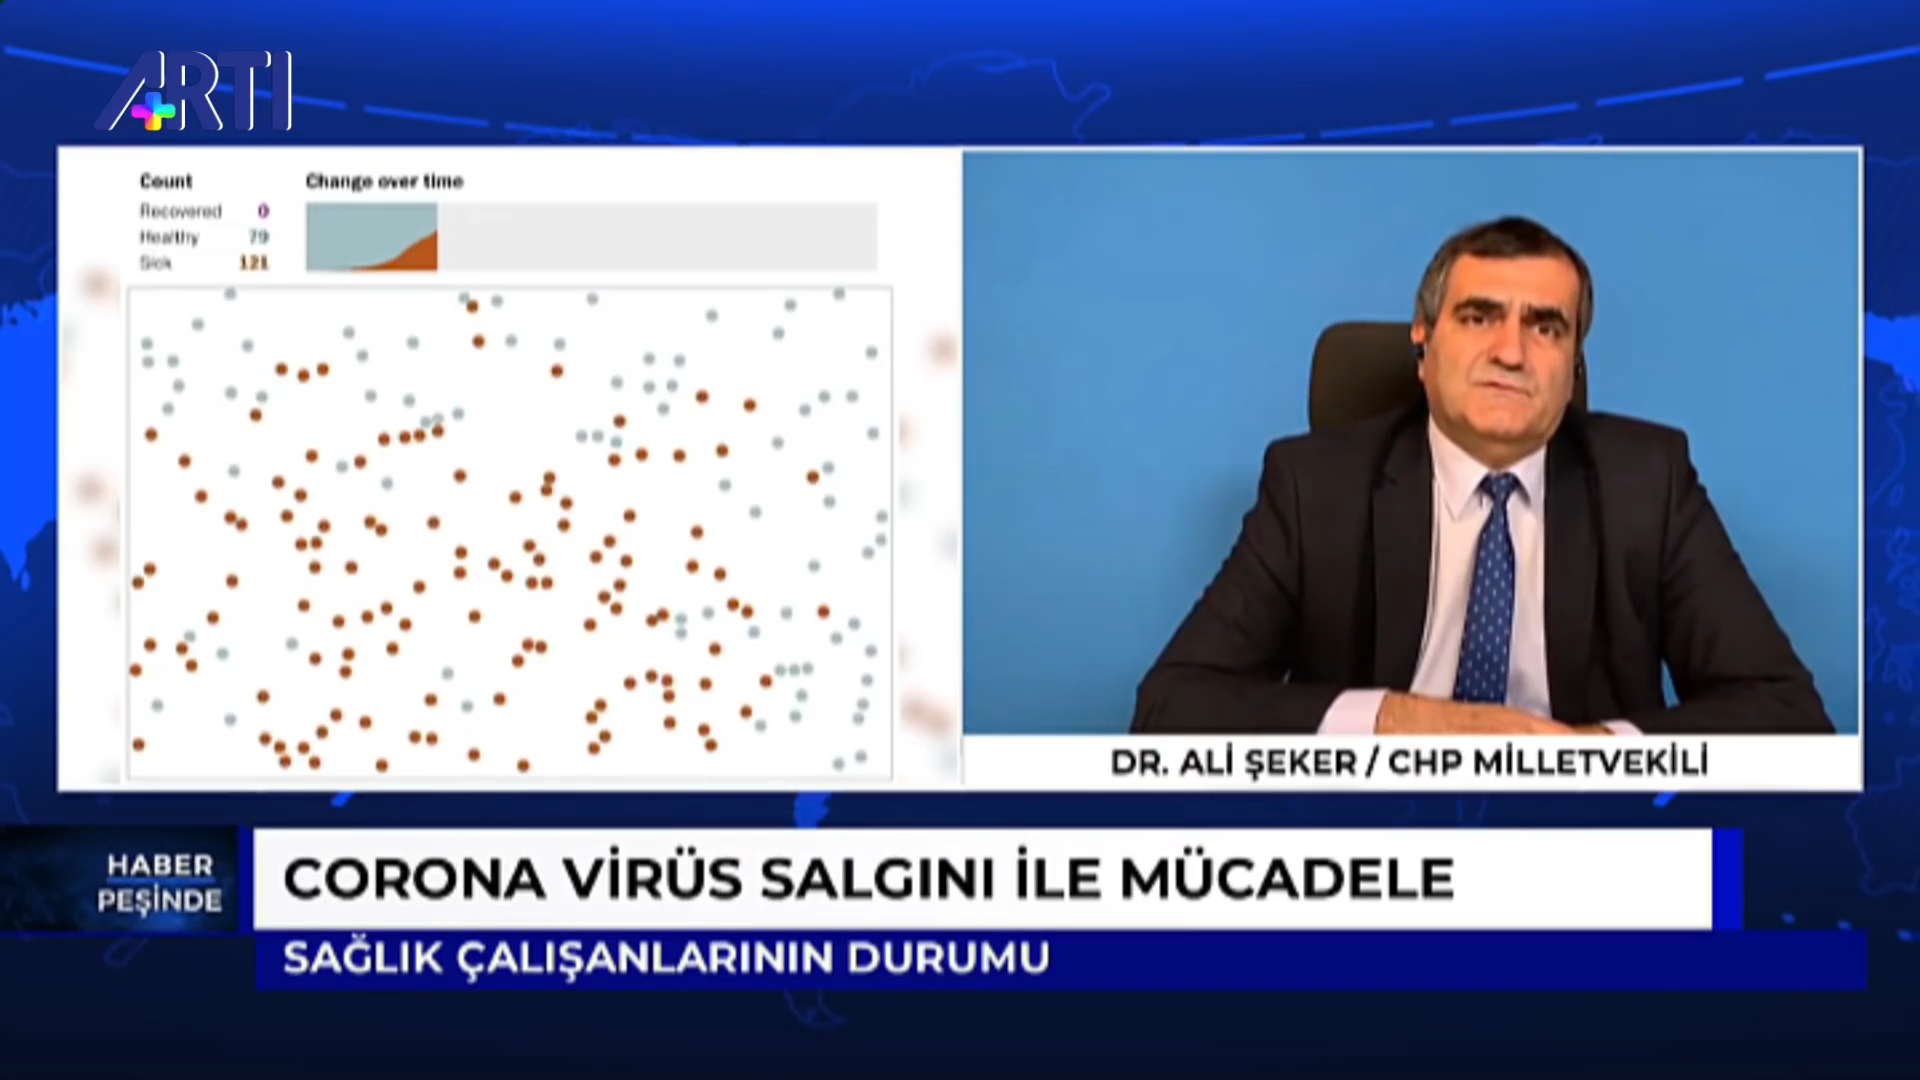 ARTI
Count
Change over time
Recovered 0
Healthy 79
Sick 121
DR. ALİ ŞEKER / CHP MİLLETVEKİLİ
HABER
PEŞİNDE
CORONA VİRÜS SALGINI İLE MÜCADELE
SAĞLIK ÇALIŞANLARININ DURUMU